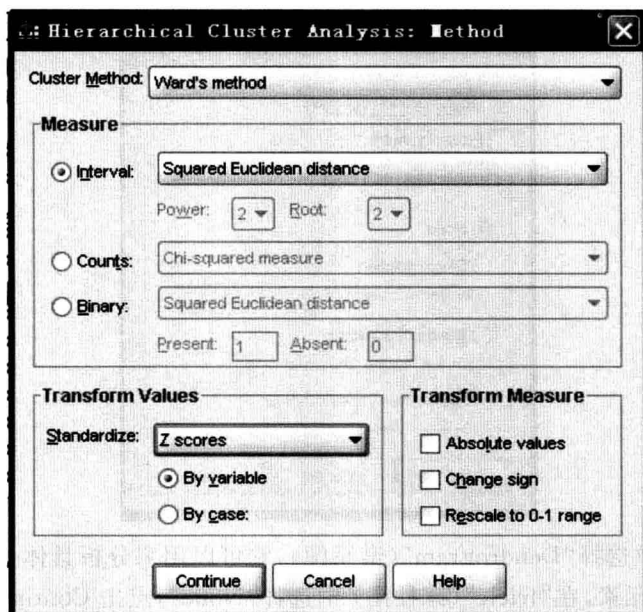 Hierarchical Cluster Analysis: Method
Cluster Method: Ward's method
Measure
Interval: Squared Euclidean distance
Power: 2 Root: 2
Counts: Chi-squared measure
Binary: Squared Euclidean distance
Present: 1 Absent: 0
Transform Values
Standardize: Z scores
By variable
By case:
Transform Measure
Absolute values
Change sign
Rescale to 0-1 range
Continue Cancel Help